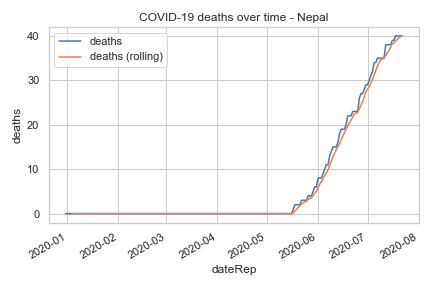 COVID-19 deaths over time - Nepal
deaths
deaths (rolling)
40
30
20
10
0
deaths
2020-01
2020-02
2020-03
2020-04
2020-05
2020-06
2020-07
2020-08
dateRep